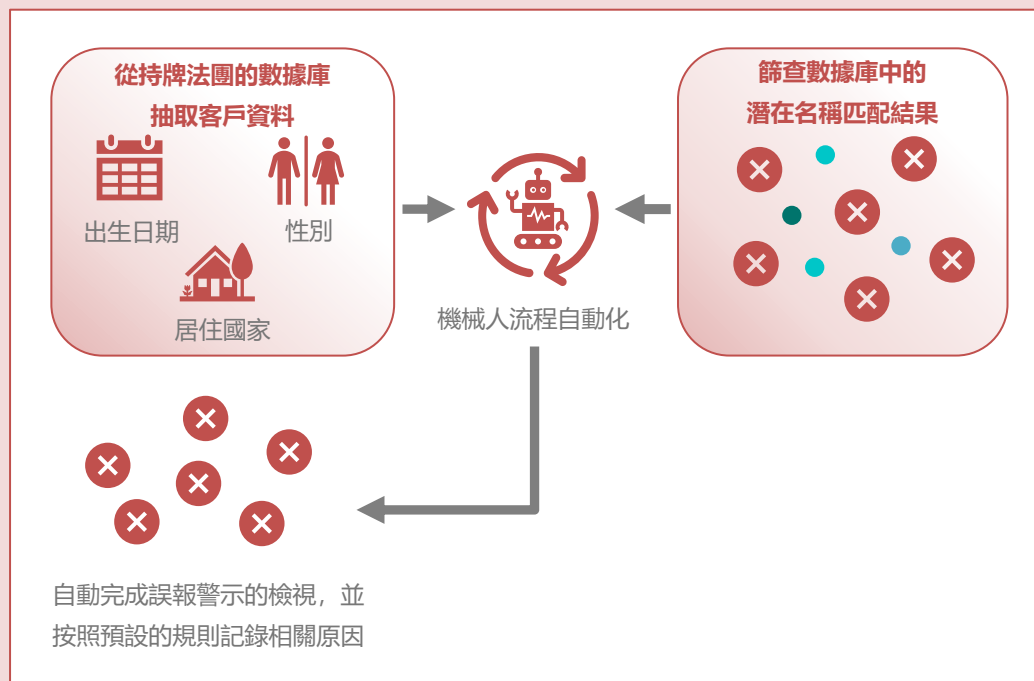 從持牌法團的數據庫
抽取客戶資料
出生日期
性別
居住國家
機械人流程自動化
篩查數據庫中的
潛在名稱匹配結果
自動完成誤報警示的檢視，並
按照預設的規則記錄相關原因